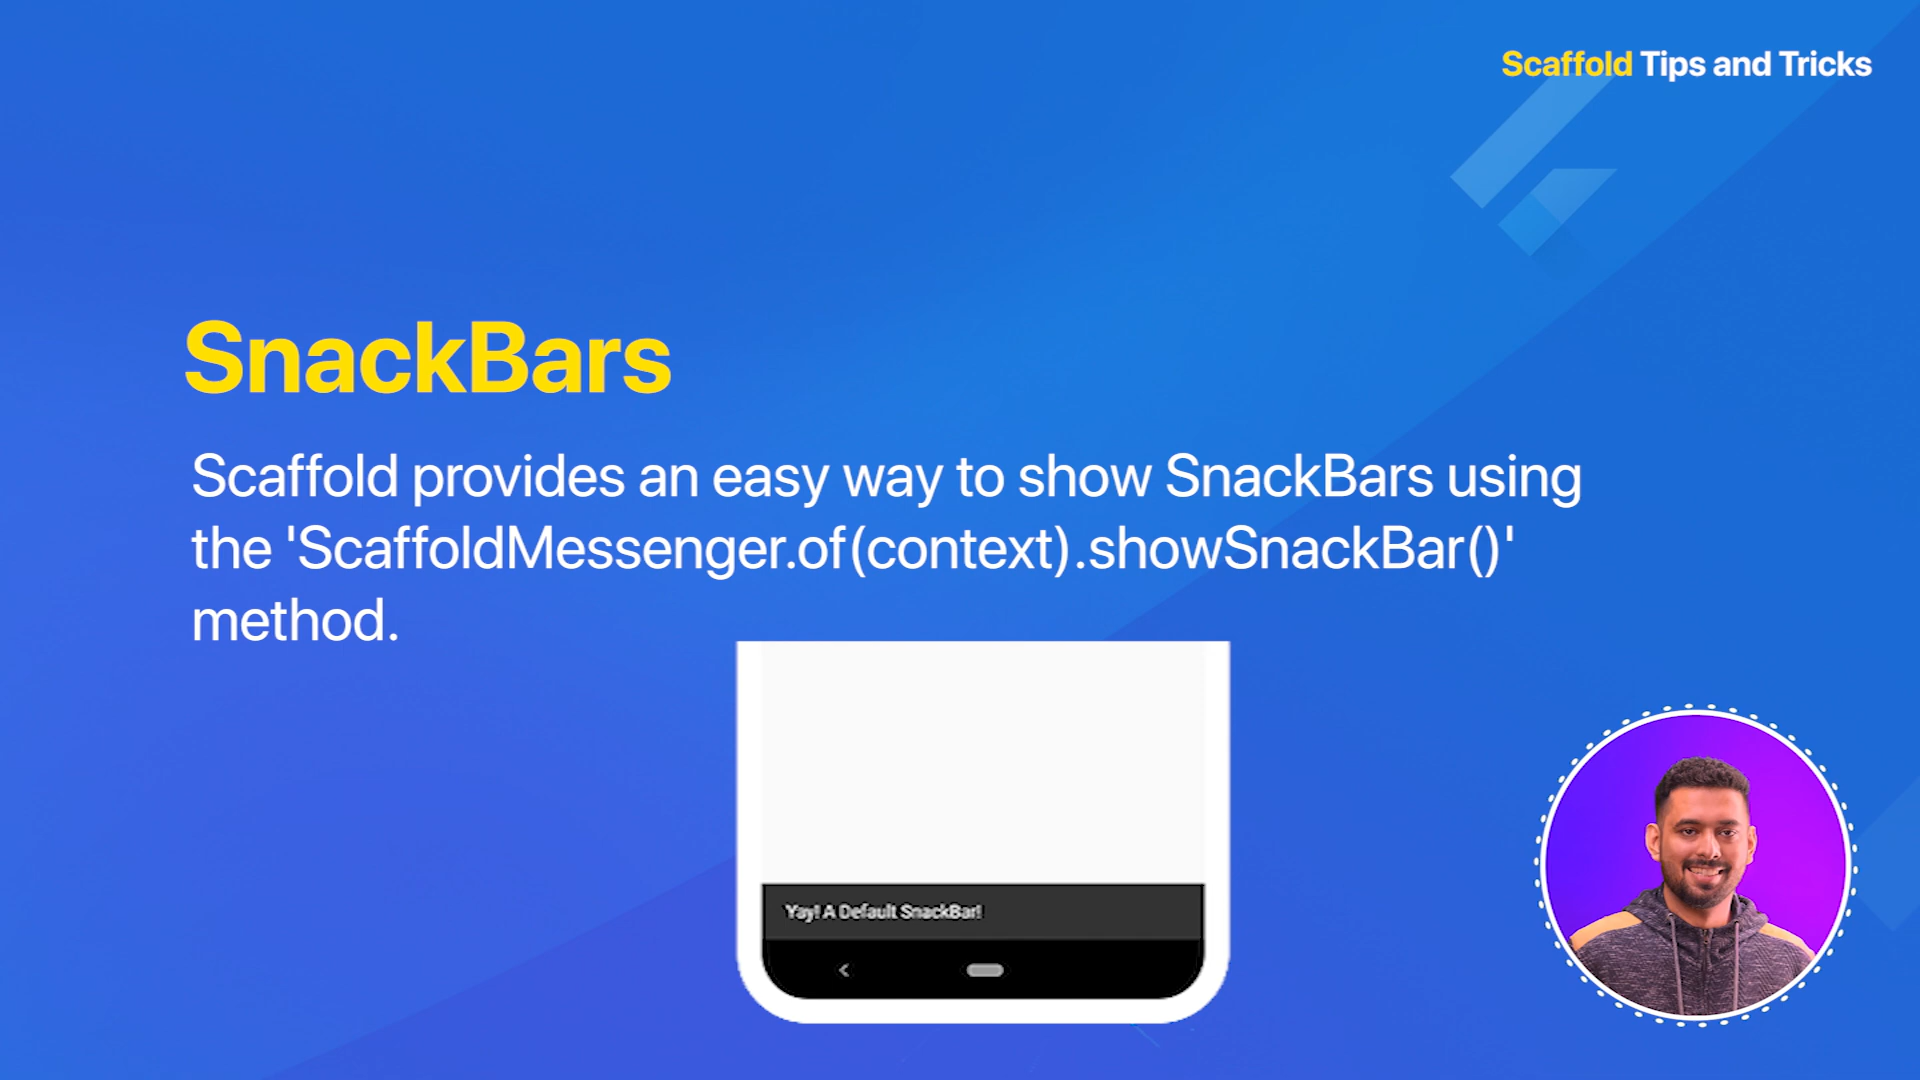 Scaffold Tips and Tricks
SnackBars
Scaffold provides an easy way to show SnackBars using
the 'ScaffoldMessenger.of(context).showSnackBar()'
method.
Yay! A Default SnackBar!